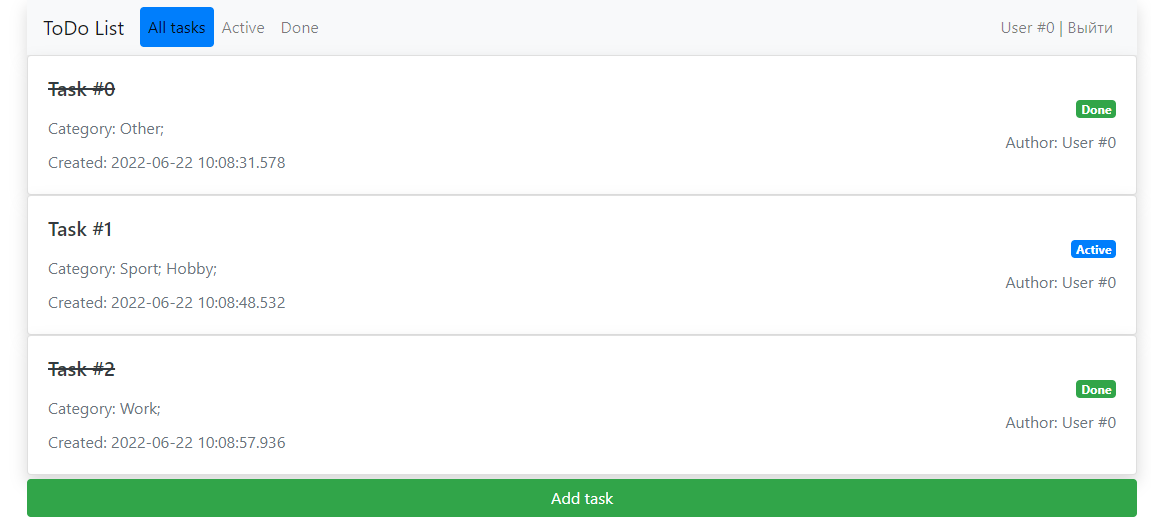 ToDo List All tasks Active Done User #0 | Выйти
Task #0
Done
Category: Other;
Author: User #0
Created: 2022-06-22 10:08:31.578
Task #1
Active
Category: Sport; Hobby;
Author: User #0
Created: 2022-06-22 10:08:48.532
Task #2
Done
Category: Work;
Author: User #0
Created: 2022-06-22 10:08:57.936
Add task